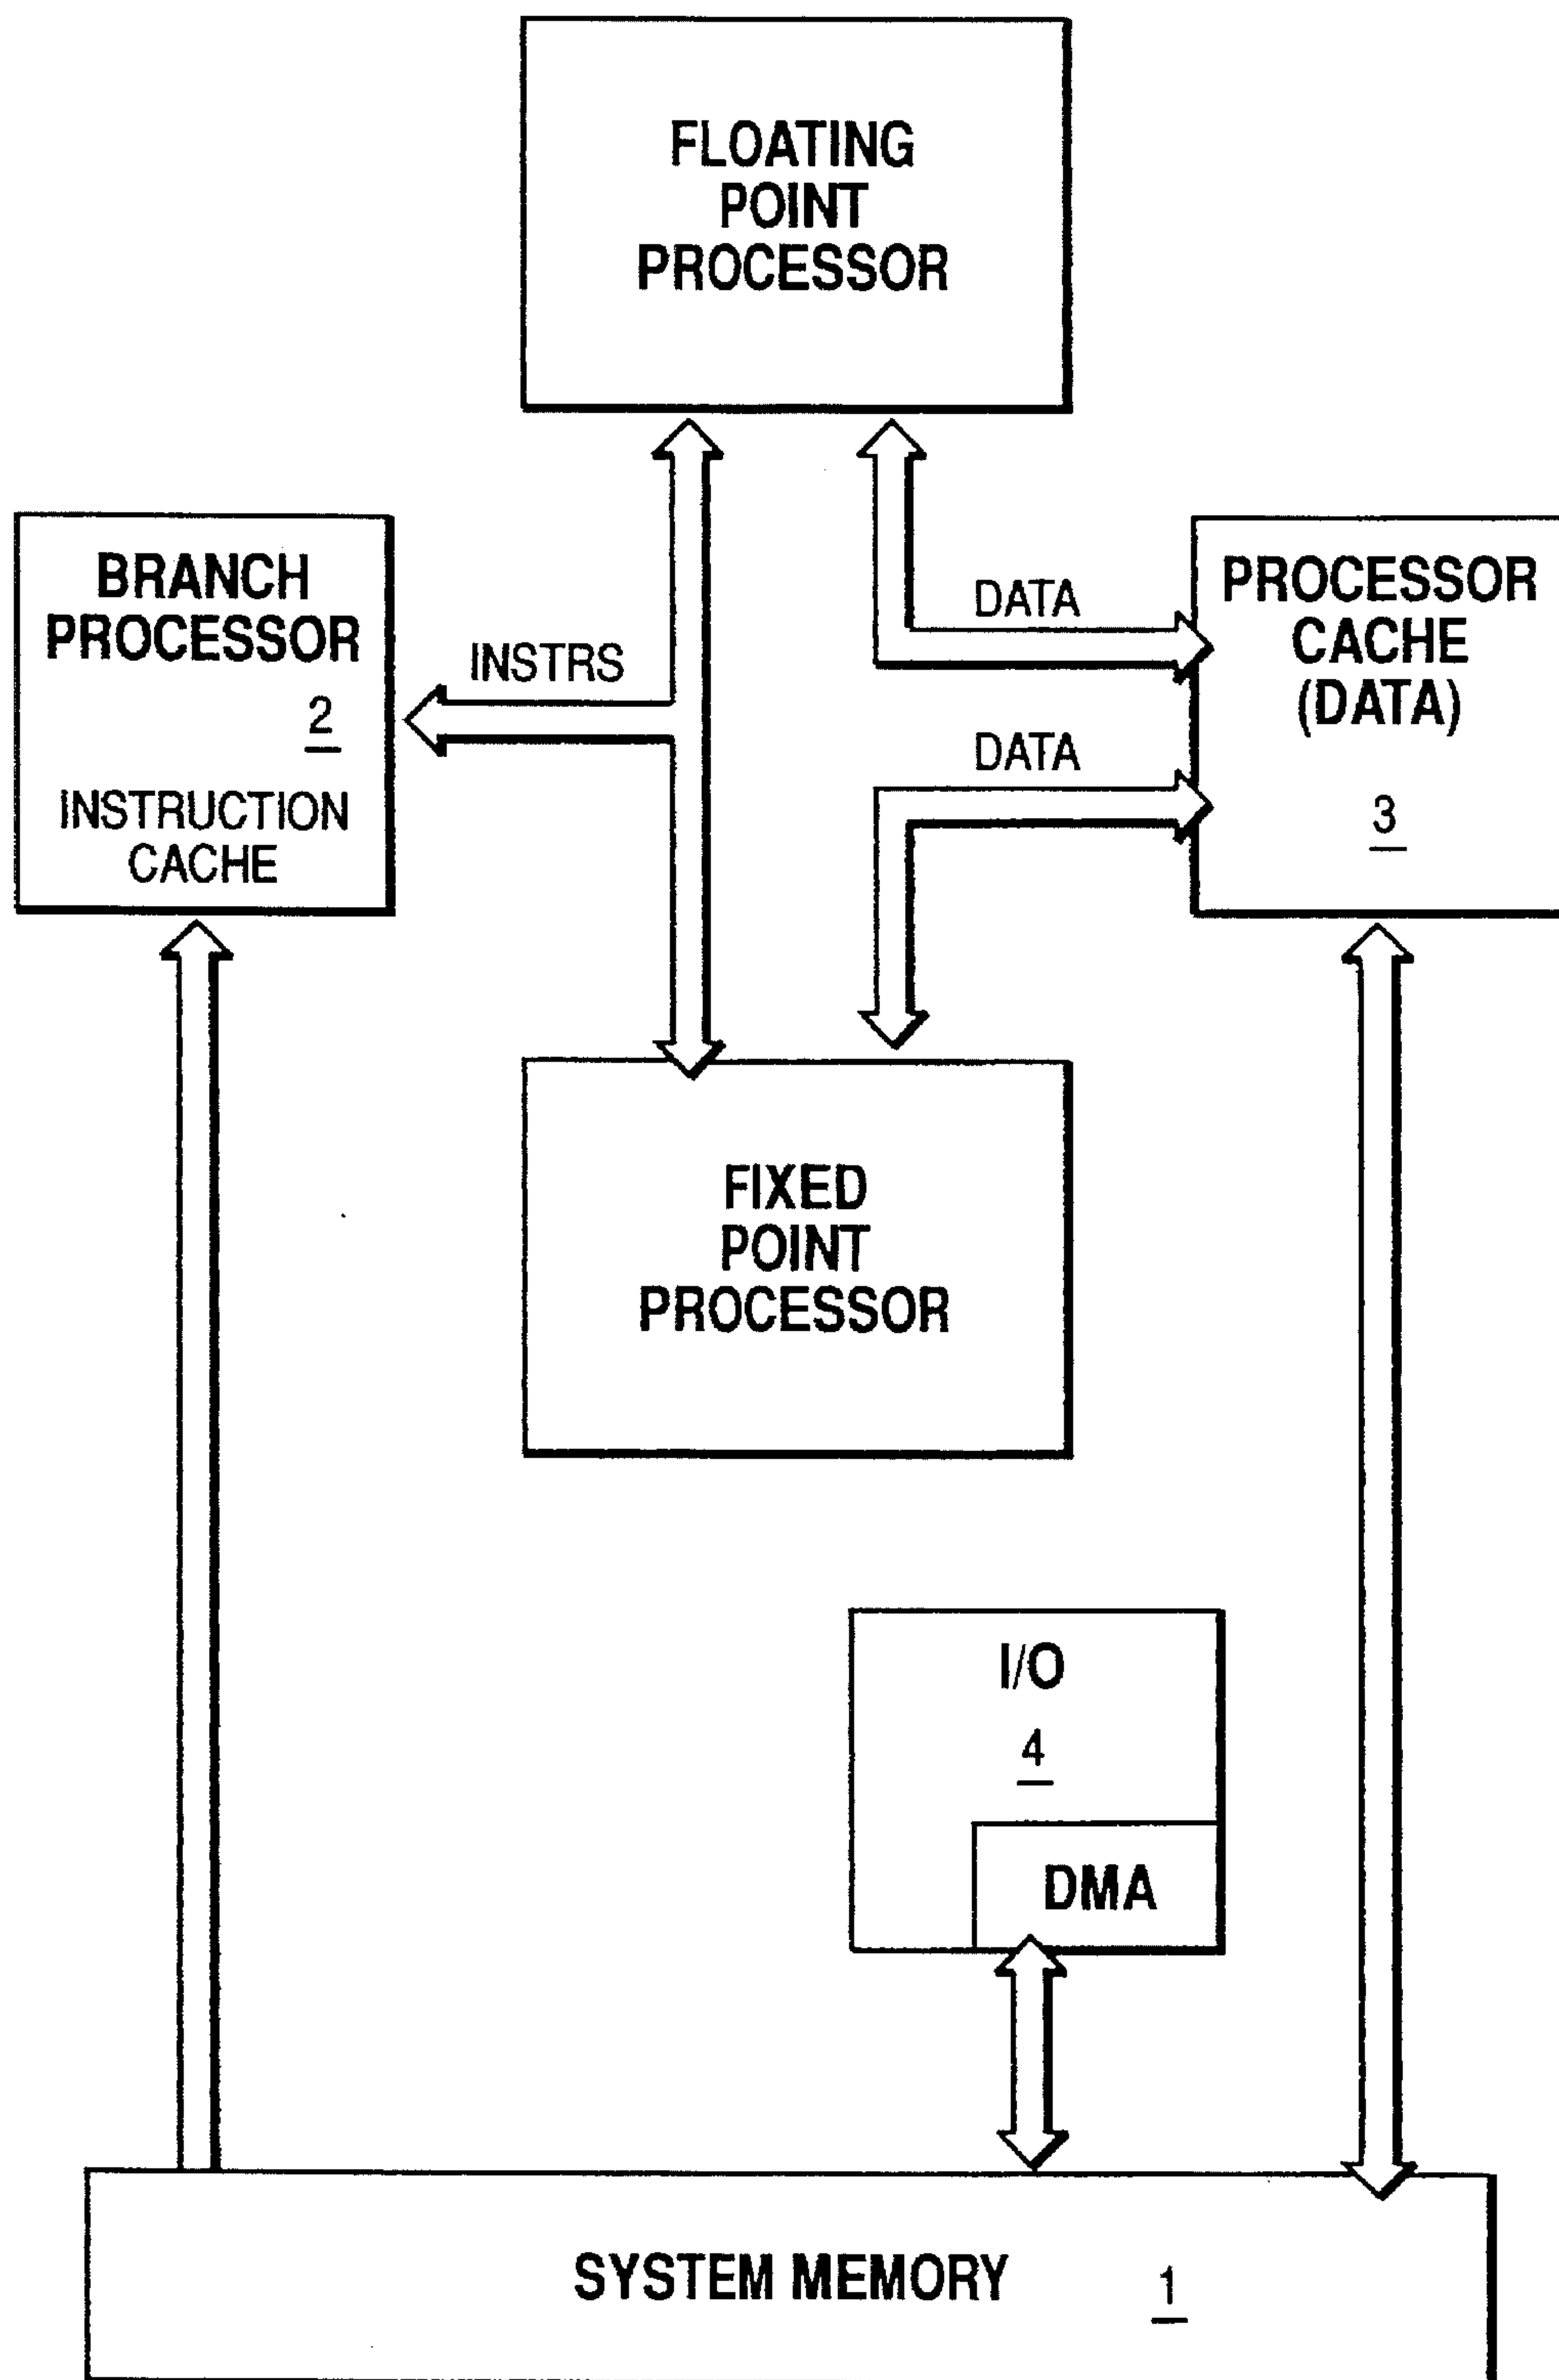 FLOATING
POINT
PROCESSOR
BRANCH
PROCESSOR
2
INSTRUCTION
CACHE
INSTRS
DATA
DATA
PROCESSOR
CACHE
(DATA)
3
FIXED
POINT
PROCESSOR
I/O
4
DMA
SYSTEM MEMORY 1